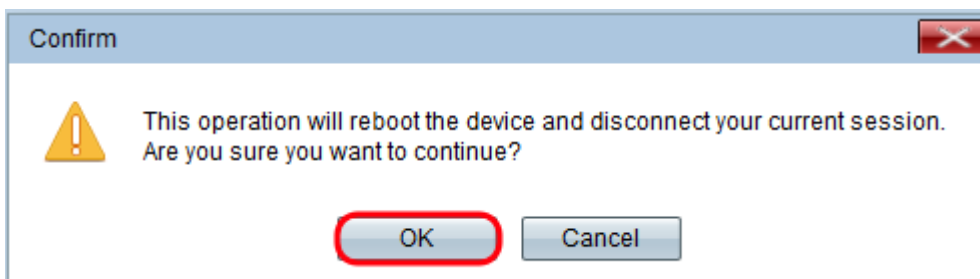 Confirm
This operation will reboot the device and disconnect your current session.
Are you sure you want to continue?
OK
Cancel